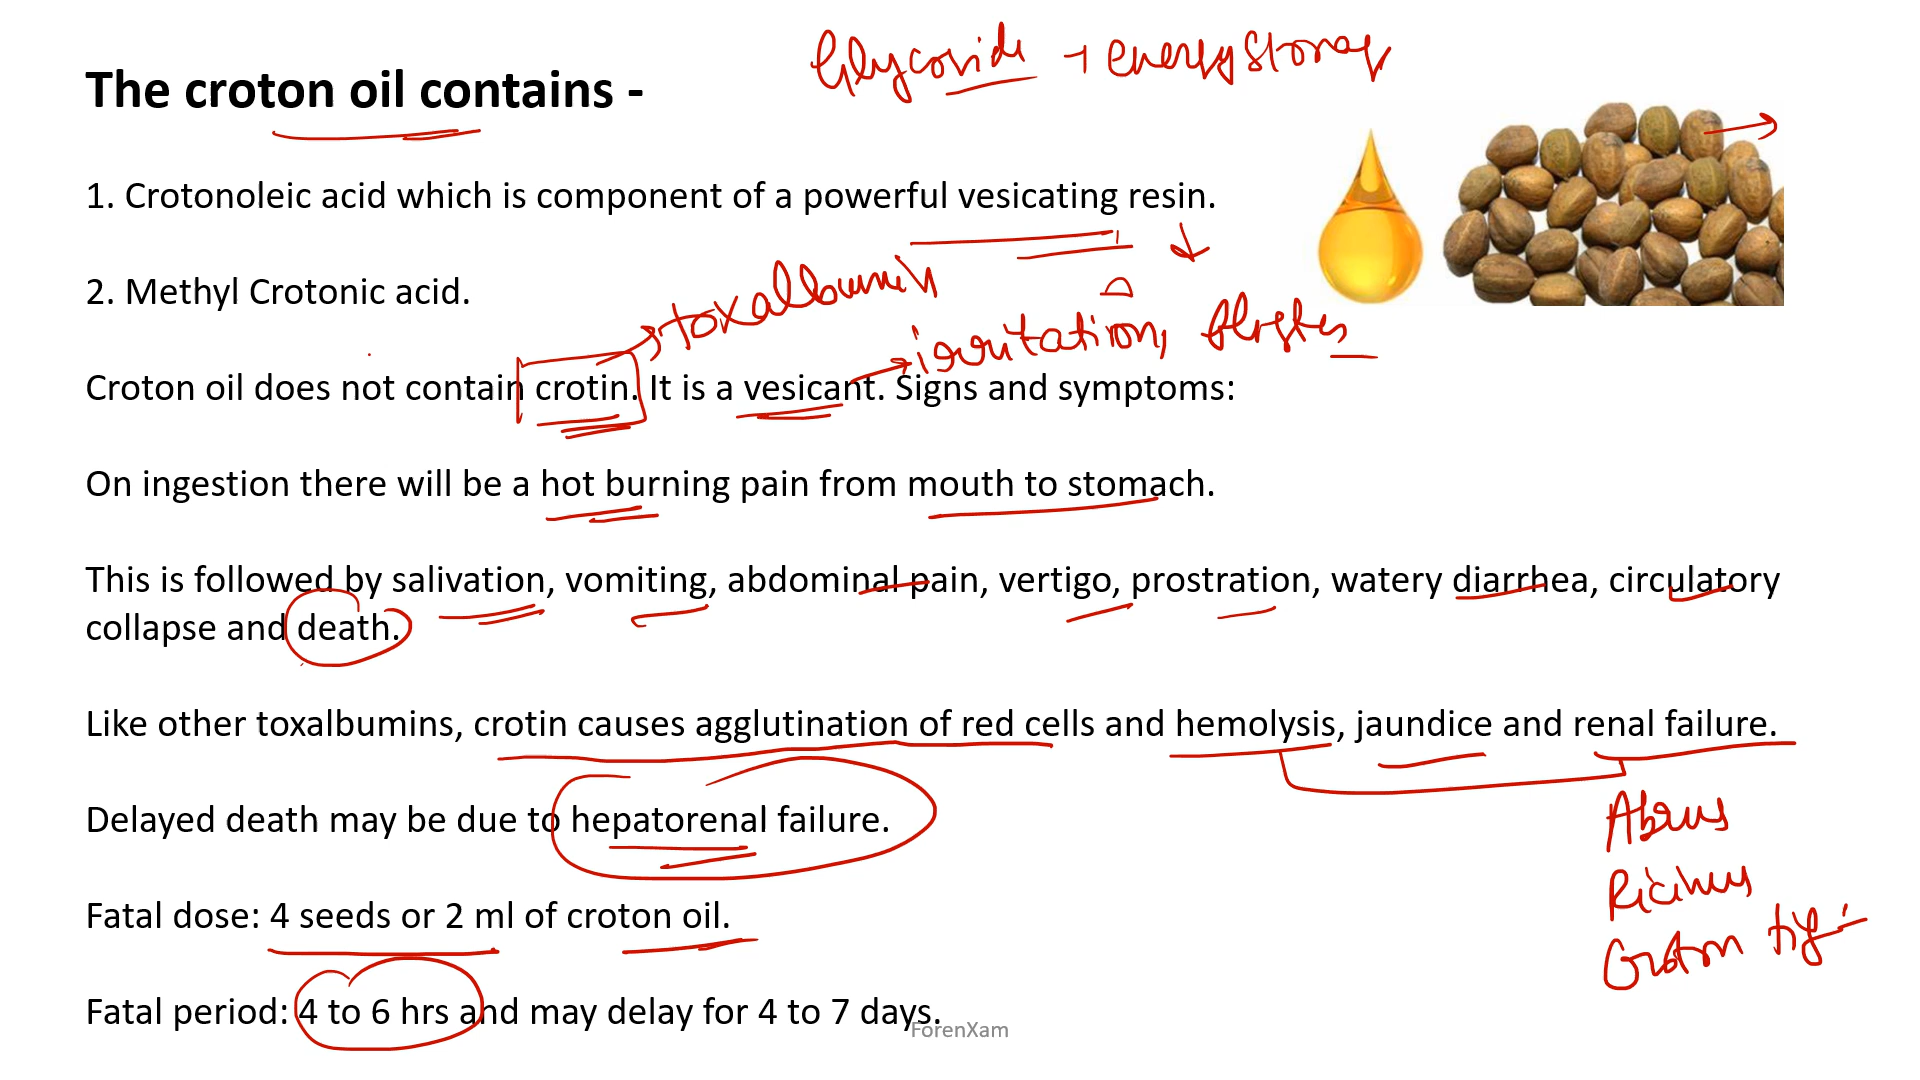 Glycoside → energy storag
The croton oil contains -
1. Crotonoleic acid which is component of a powerful vesicating resin.
2. Methyl Crotonic acid.
toxalbumin
irritation, blisters
Croton oil does not contain crotin. It is a vesicant. Signs and symptoms:
On ingestion there will be a hot burning pain from mouth to stomach.
This is followed by salivation, vomiting, abdominal pain, vertigo, prostration, watery diarrhea, circulatory
collapse and death.
Like other toxalbumins, crotin causes agglutination of red cells and hemolysis, jaundice and renal failure.
Abrus
Delayed death may be due to hepatorenal failure.
Ricinus
Fatal dose: 4 seeds or 2 ml of croton oil.
Croton tig
Fatal period: 4 to 6 hrs and may delay for 4 to 7 days.
ForenXam